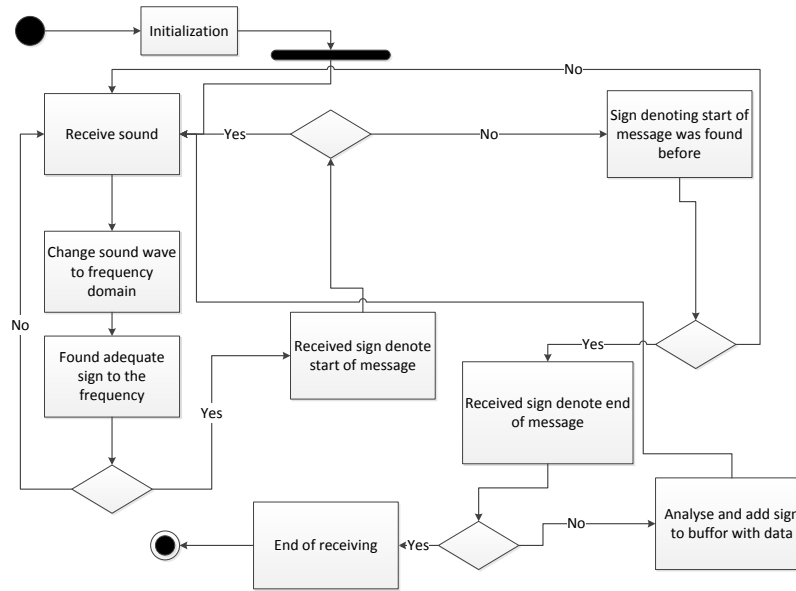 Initialization
No
Receive sound
Yes
No
Sign denoting start of
message was found
before
Change sound wave
to frequency
domain
No
Found adequate
sign to the
frequency
Yes
Received sign denote
start of message
Yes
Received sign denote end
of message
End of receiving
Yes
No
Analyse and add sign
to buffor with data